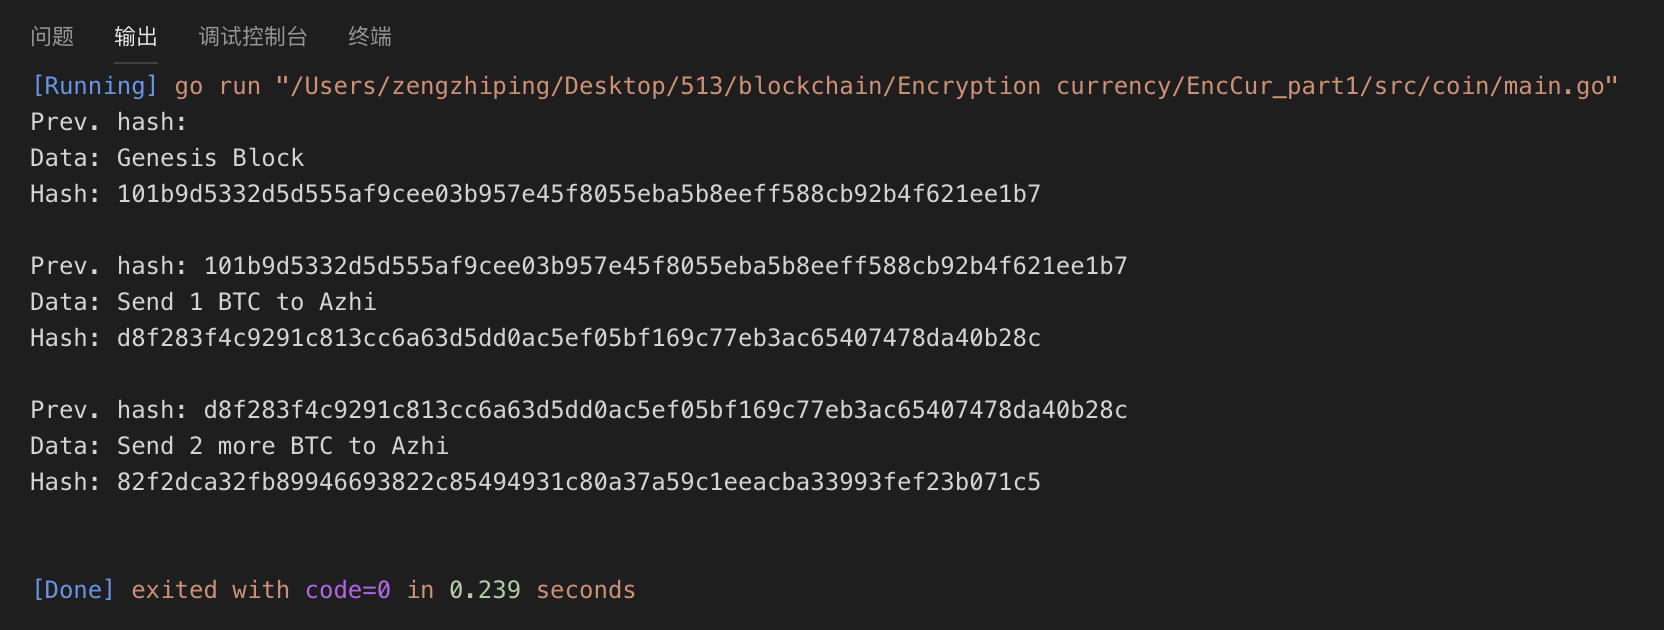 问题 输出 调试控制台 终端
[Running] go run "/Users/zengzhiping/Desktop/513/blockchain/Encryption currency/EncCur_part1/src/coin/main.go"
Prev. hash:
Data: Genesis Block
Hash: 101b9d5332d5d555af9cee03b957e45f8055eba5b8eeff588cb92b4f621ee1b7
Prev. hash: 101b9d5332d5d555af9cee03b957e45f8055eba5b8eeff588cb92b4f621ee1b7
Data: Send 1 BTC to Azhi
Hash: d8f283f4c9291c813cc6a63d5dd0ac5ef05bf169c77eb3ac65407478da40b28c
Prev. hash: d8f283f4c9291c813cc6a63d5dd0ac5ef05bf169c77eb3ac65407478da40b28c
Data: Send 2 more BTC to Azhi
Hash: 82f2dca32fb89946693822c85494931c80a37a59c1eeacba33993fef23b071c5
[Done] exited with code=0 in 0.239 seconds